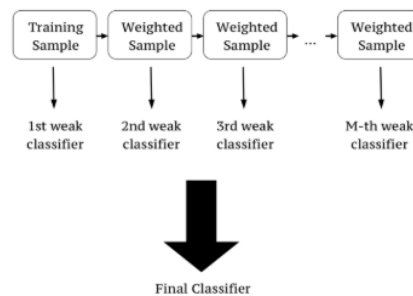 Training
Sample
Weighted
Sample
Weighted
Sample
...
Weighted
Sample
1st weak
classifier
2nd weak
classifier
3rd weak
classifier
M-th weak
classifier
Final Classifier